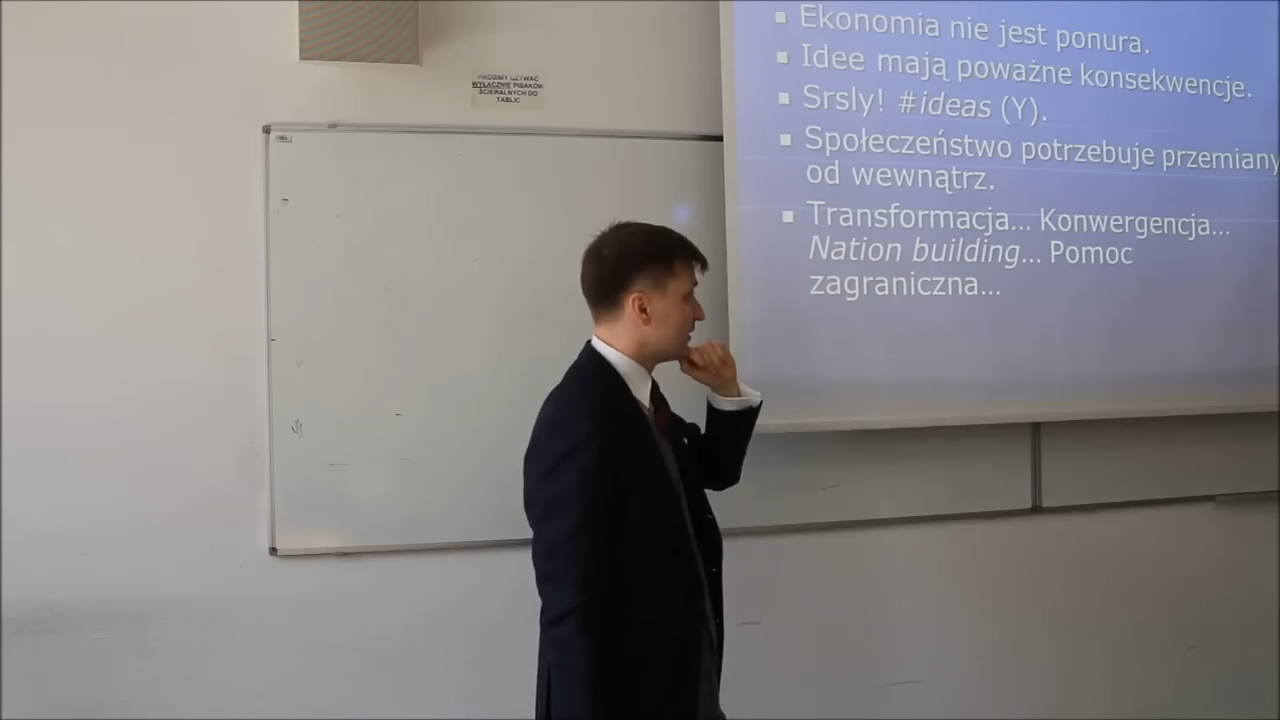 PROSIMY UŻYWAĆ
WYŁĄCZNIE PISAKÓW
ŚCIERALNYCH DO
TABLIC
▪ Ekonomia nie jest ponura.
▪ Idee mają poważne konsekwencje.
▪ Srsly! #ideas (Y).
▪ Społeczeństwo potrzebuje przemiany
od wewnątrz.
▪ Transformacja... Konwergencja...
Nation building... Pomoc
zagraniczna...